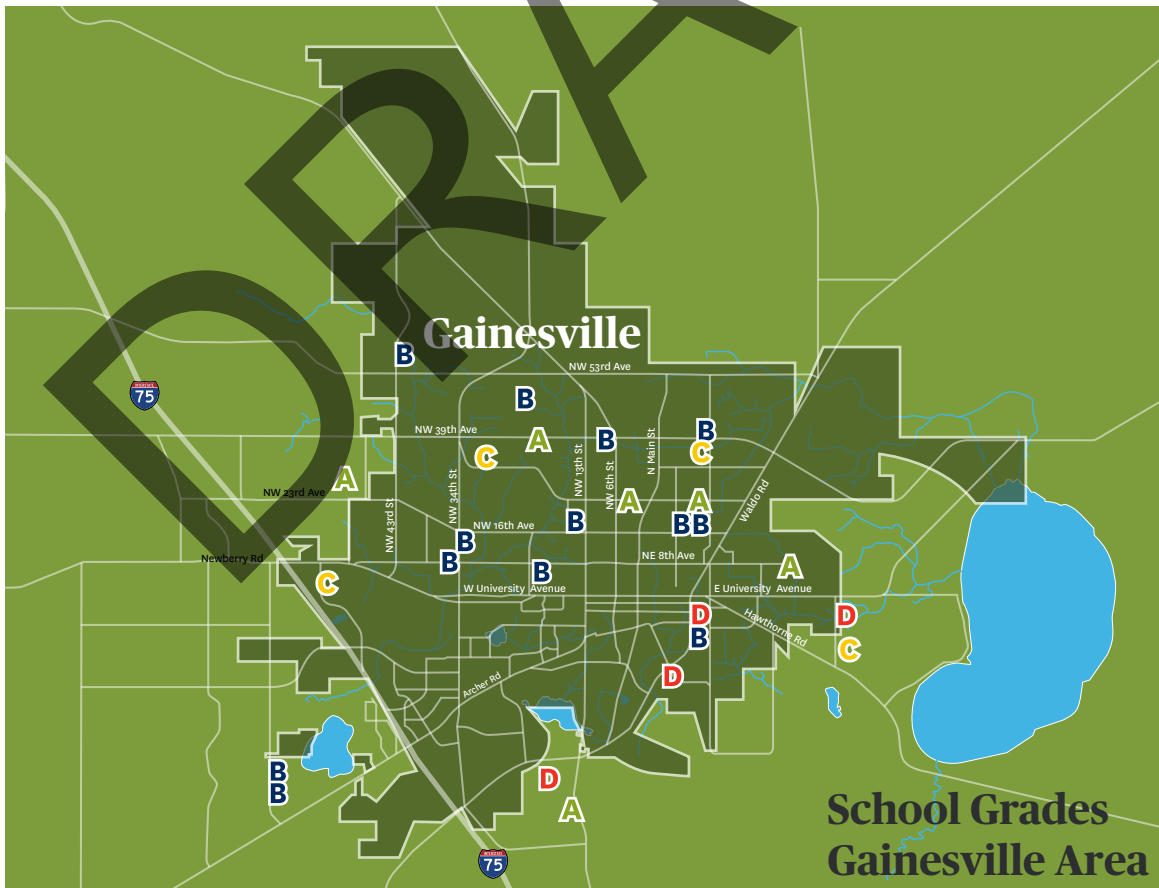 DRA
Gainesville
B
NW 53rd Ave
B
NW 39th Ave
A
B
B
C
C
NW 13th St
NW 6th St
N Main St
75
A
NW 23rd Ave
NW 34th St
NW 43rd St
A
A
Waldo Rd
B
BB
NW 16th Ave
B
B
Newberry Rd
NE 8th Ave
B
A
C
W University Avenue
E University Avenue
D
D
Hawthorne Rd
B
C
Archer Rd
D
B
B
D
A
75
School Grades
Gainesville Area